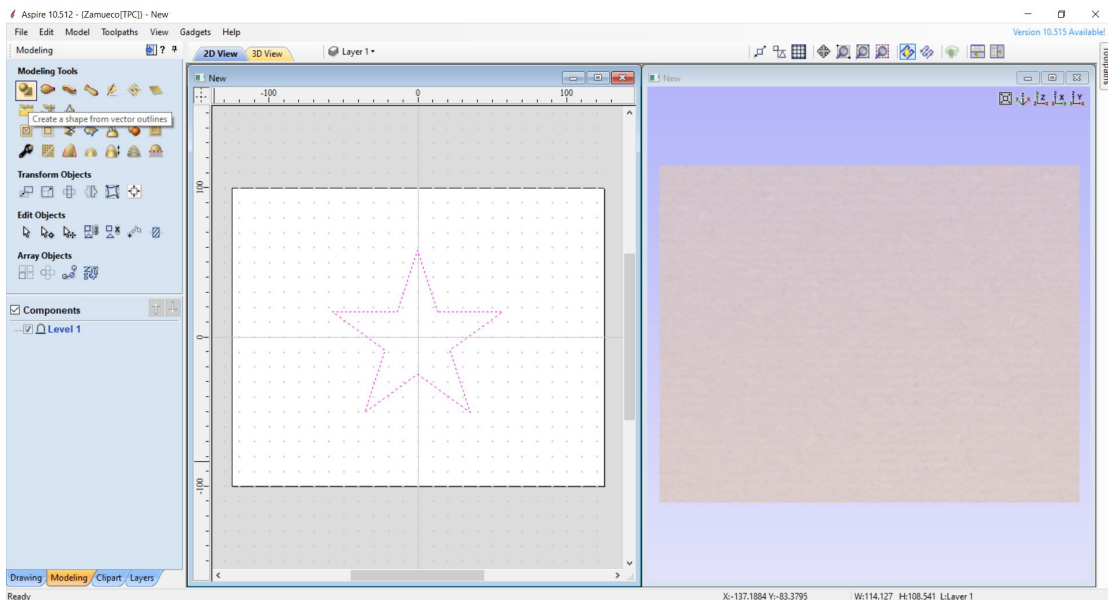 Aspire 10.512 - {Zamueco[TPC]} - New
File Edit Model Toolpaths View Gadgets Help
Version 10.515 Available!
Modeling
?
2D View
3D View
Layer 1
Toolpaths
Modeling Tools
Create a shape from vector outlines
Transform Objects
Edit Objects
Array Objects
Components
Level 1
New
-100 0 100
100
0
-100
New
Z X Y
Drawing Modeling Clipart Layers
Ready
X:-137.1884 Y:-83.3795
W:114.127 H:108.541 L:Layer 1